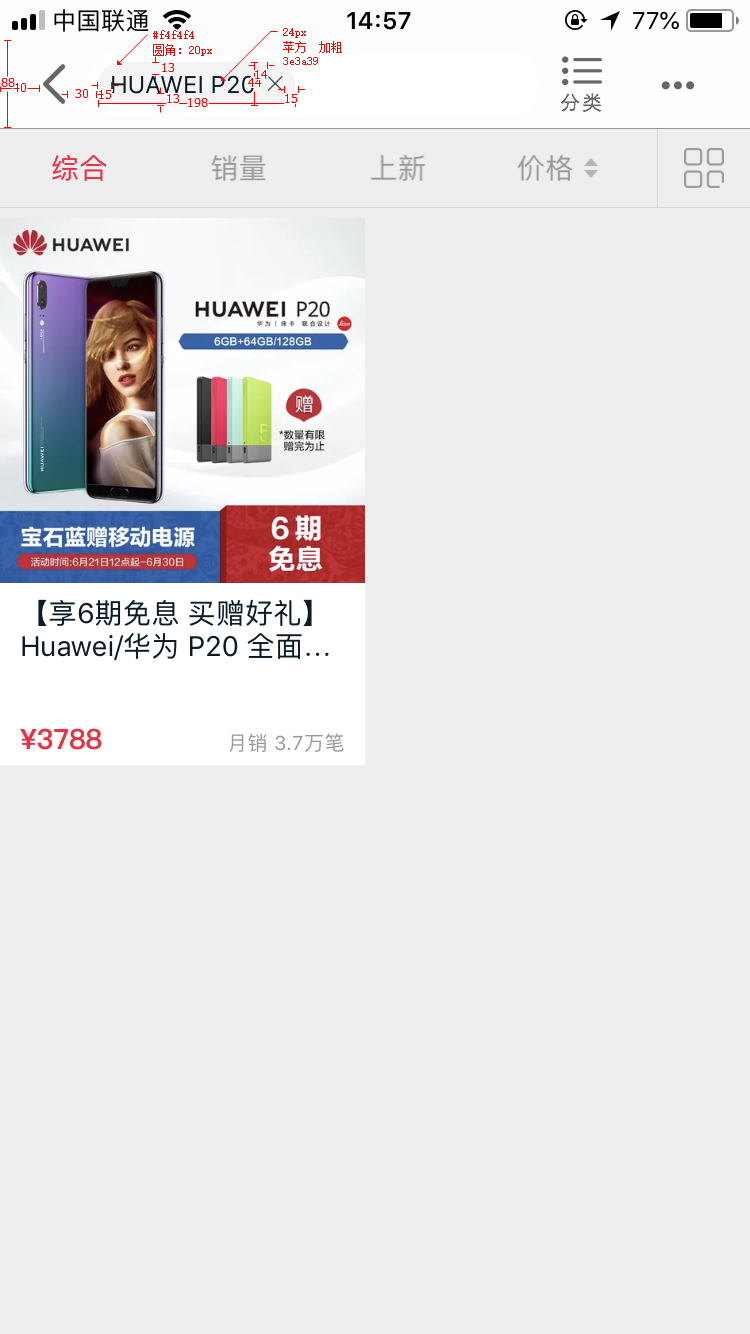 中国联通 14:57 77%
#f4f4f4
圆角: 20px
24px
苹方 加粗
3e3a39
88
40
30
15
13
14
44
13
198
15
HUAWEI P20
分类
综合 销量 上新 价格
HUAWEI
HUAWEI P20
华为 | 徕卡 联合设计
6GB+64GB/128GB
赠
*数量有限
赠完为止
HUAWEI
宝石蓝赠移动电源
活动时间:6月21日12点起-6月30日
6期
免息
【享6期免息 买赠好礼】
Huawei/华为 P20 全面...
¥3788 月销 3.7万笔